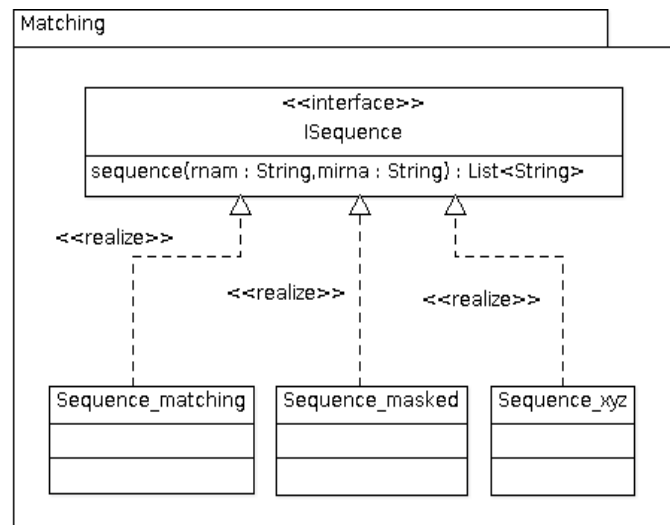 Matching
<<interface>>
ISequence
sequence(rnam : String,mirna : String) : List<String>
<<realize>>
<<realize>>
<<realize>>
Sequence_matching
Sequence_masked
Sequence_xyz